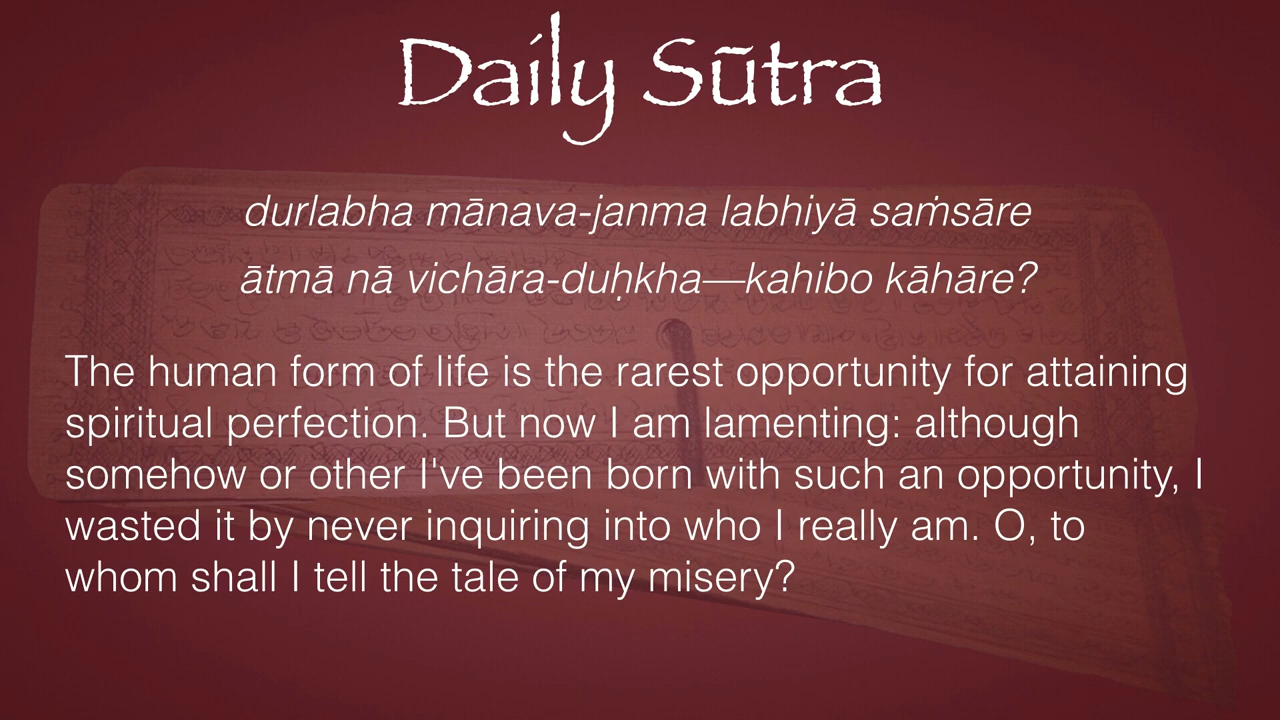 Daily Sūtra
durlabha mānava-janma labhiyā saṁsāre
ātmā nā vichāra-duḥkha—kahibo kāhāre?
The human form of life is the rarest opportunity for attaining
spiritual perfection. But now I am lamenting: although
somehow or other I've been born with such an opportunity, I
wasted it by never inquiring into who I really am. O, to
whom shall I tell the tale of my misery?